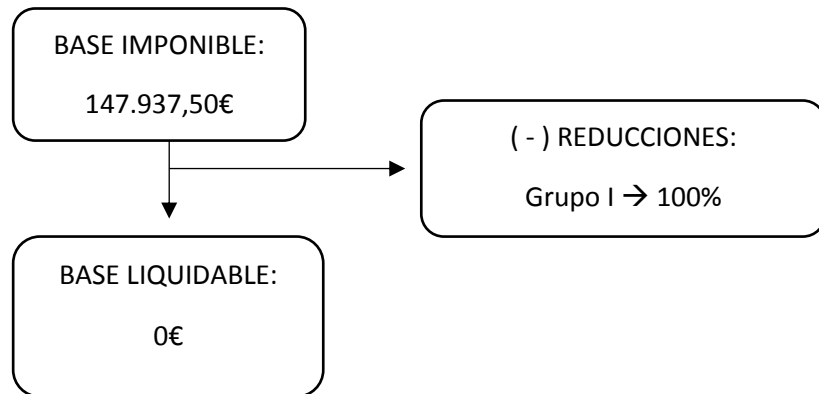 BASE IMPONIBLE:
147.937,50€
( - ) REDUCCIONES:
Grupo I → 100%
BASE LIQUIDABLE:
0€